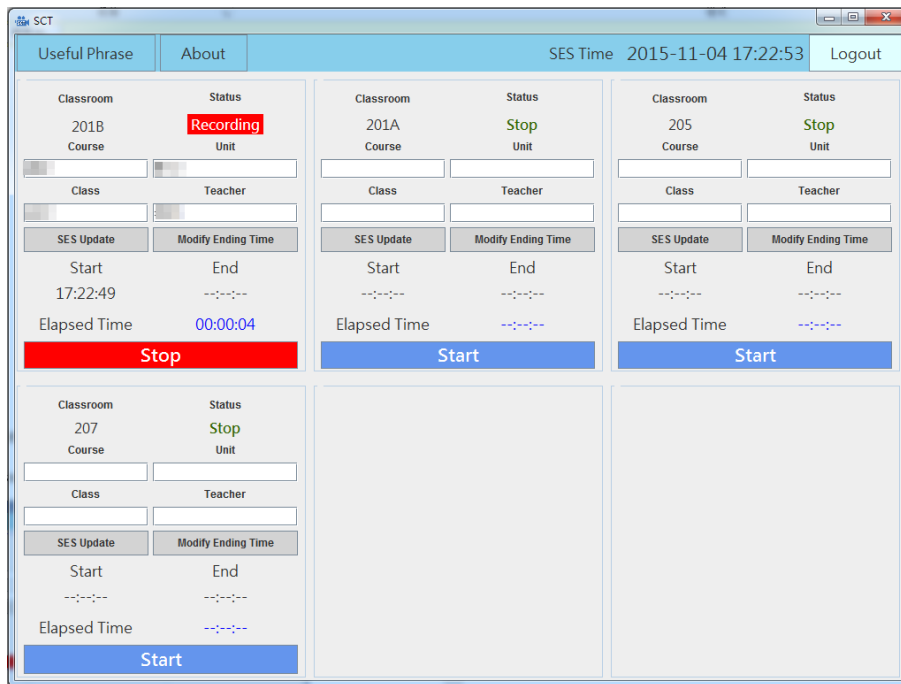 SCT
Useful Phrase About SES Time 2015-11-04 17:22:53 Logout
Classroom Status
201B Recording
Course Unit
Class Teacher
SES Update Modify Ending Time
Start End
17:22:49 --:--:--
Elapsed Time 00:00:04
Stop
Classroom Status
201A Stop
Course Unit
Class Teacher
SES Update Modify Ending Time
Start End
--:--:-- --:--:--
Elapsed Time --:--:--
Start
Classroom Status
205 Stop
Course Unit
Class Teacher
SES Update Modify Ending Time
Start End
--:--:-- --:--:--
Elapsed Time --:--:--
Start
Classroom Status
207 Stop
Course Unit
Class Teacher
SES Update Modify Ending Time
Start End
--:--:-- --:--:--
Elapsed Time --:--:--
Start